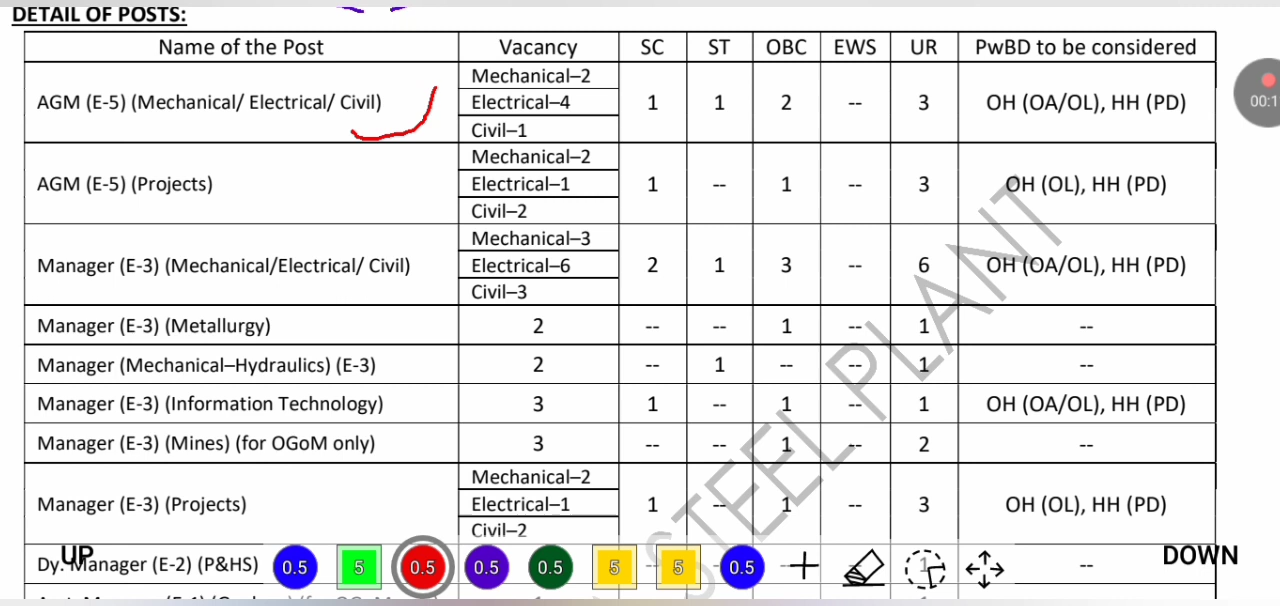 DETAIL OF POSTS:
Name of the Post Vacancy SC ST OBC EWS UR PwBD to be considered
AGM (E-5) (Mechanical/ Electrical/ Civil) Mechanical–2 1 1 2 -- 3 OH (OA/OL), HH (PD)
Electrical–4
Civil–1
AGM (E-5) (Projects) Mechanical–2 1 -- 1 -- 3 OH (OL), HH (PD)
Electrical–1
Civil–2
Manager (E-3) (Mechanical/Electrical/ Civil) Mechanical–3 2 1 3 -- 6 OH (OA/OL), HH (PD)
Electrical–6
Civil–3
Manager (E-3) (Metallurgy) 2 -- -- 1 -- 1 --
Manager (Mechanical–Hydraulics) (E-3) 2 -- 1 -- -- 1 --
Manager (E-3) (Information Technology) 3 1 -- 1 -- 1 OH (OA/OL), HH (PD)
Manager (E-3) (Mines) (for OGoM only) 3 -- -- 1 -- 2 --
Manager (E-3) (Projects) Mechanical–2 1 -- 1 -- 3 OH (OL), HH (PD)
Electrical–1
Civil–2
Dy. Manager (E-2) (P&HS) 1 --
STEEL PLANT
00:1
UP 0.5 5 0.5 0.5 0.5 5 5 0.5 DOWN